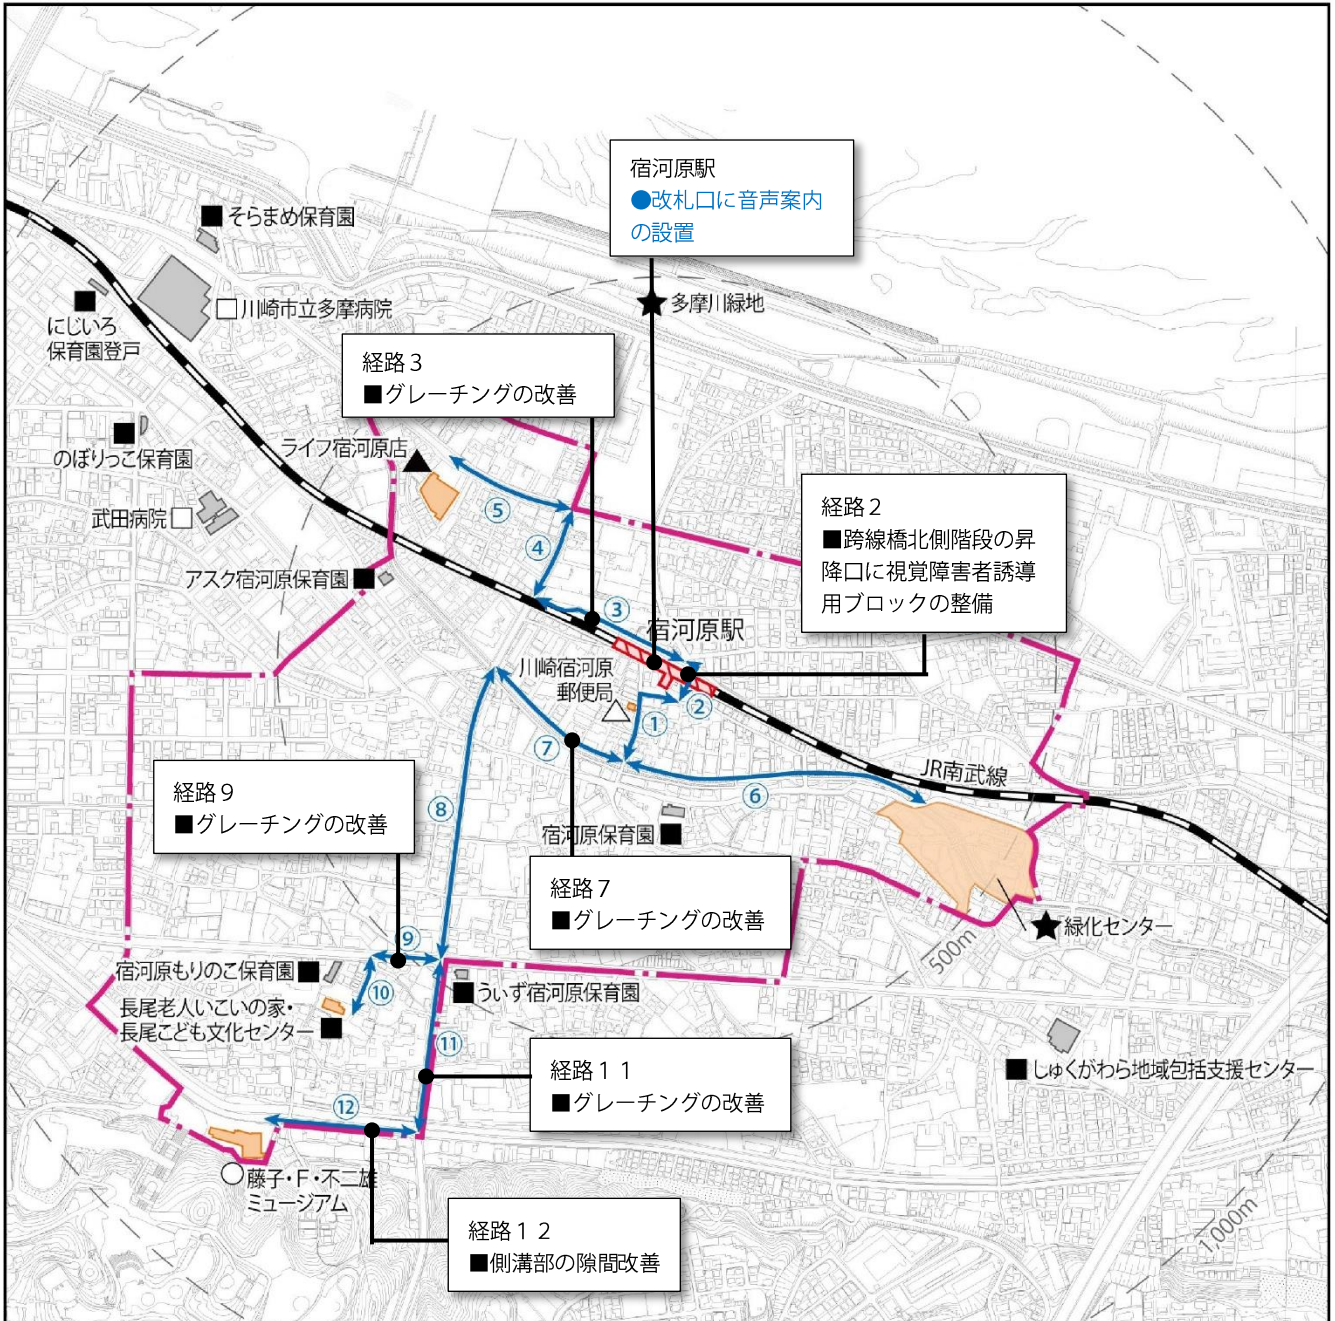 宿河原駅
●改札口に音声案内
の設置
■そらまめ保育園
★多摩川緑地
□川崎市立多摩病院
にじいろ
保育園登戸
経路３
■グレーチングの改善
のぼりっこ保育園
ライフ宿河原店
武田病院□
⑤
経路２
■跨線橋北側階段の昇
降口に視覚障害者誘導
用ブロックの整備
④
アスク宿河原保育園■
③
宿河原駅
川崎宿河原
郵便局
②
①
⑦
JR南武線
⑥
経路９
■グレーチングの改善
⑧
宿河原保育園■
経路７
■グレーチングの改善
★緑化センター
500m
⑨
宿河原もりのこ保育園■
⑩
■うぃず宿河原保育園
長尾老人いこいの家・
長尾こども文化センター■
⑪
経路１１
■グレーチングの改善
■しゅくがわら地域包括支援センター
⑫
○藤子・F・不二雄
ミュージアム
経路１２
■側溝部の隙間改善
1,000m